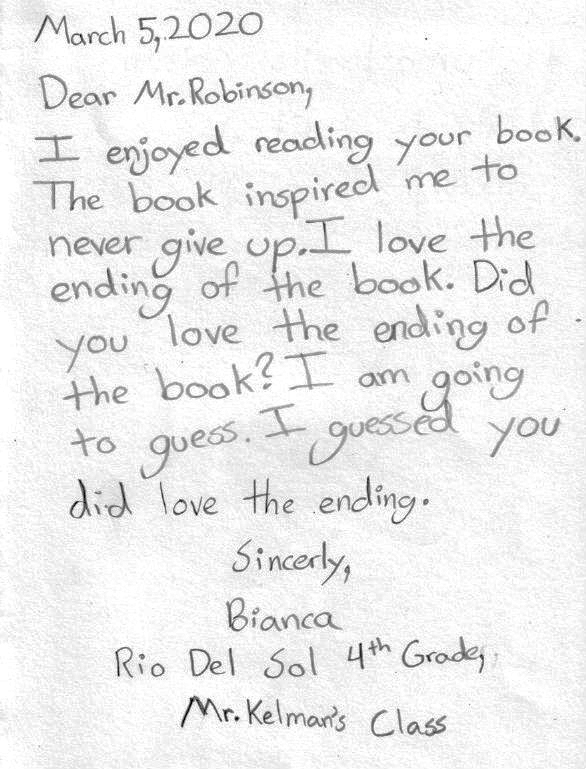 March 5, 2020
Dear Mr. Robinson,
I enjoyed reading your book.
The book inspired me to
never give up. I love the
ending of the book. Did
you love the ending of
the book? I am going
to guess. I guessed you
did love the ending.
Sincerly,
Bianca
Rio Del Sol 4th Grade,
Mr. Kelman's Class